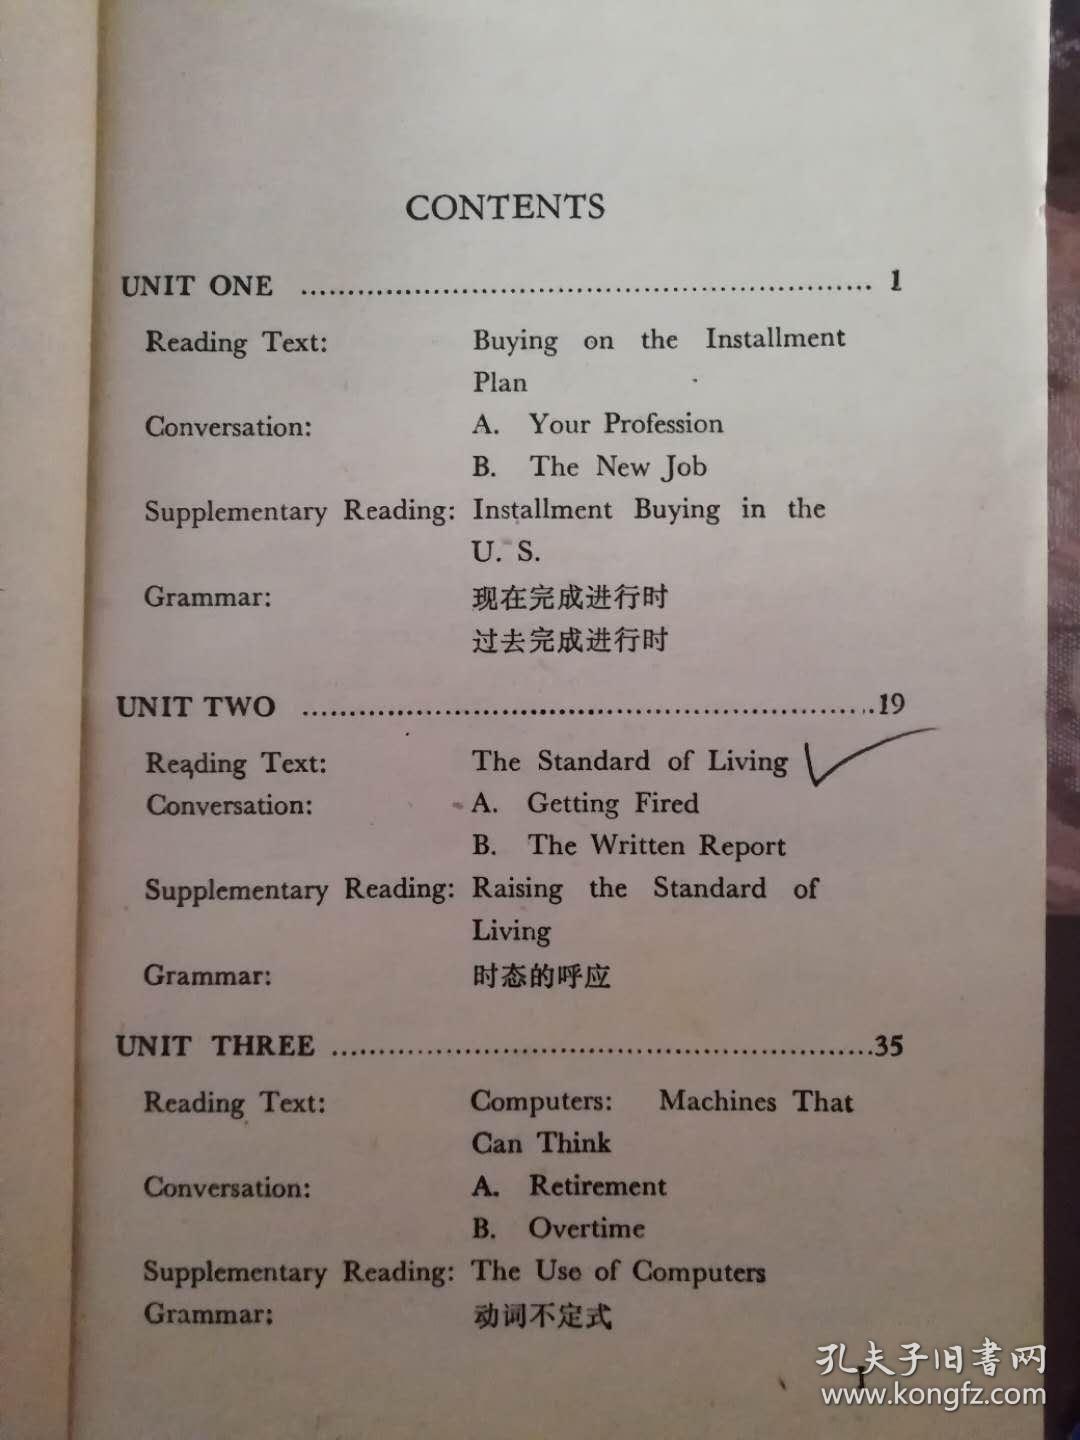 CONTENTS
UNIT ONE ............................................................ 1
Reading Text: Buying on the Installment
Plan
Conversation: A. Your Profession
B. The New Job
Supplementary Reading: Installment Buying in the
U. S.
Grammar: 现在完成进行时
过去完成进行时
UNIT TWO ............................................................19
Reading Text: The Standard of Living
Conversation: A. Getting Fired
B. The Written Report
Supplementary Reading: Raising the Standard of
Living
Grammar: 时态的呼应
UNIT THREE .........................................................35
Reading Text: Computers: Machines That
Can Think
Conversation: A. Retirement
B. Overtime
Supplementary Reading: The Use of Computers
Grammar: 动词不定式
I
孔夫子旧書网
www.kongfz.com